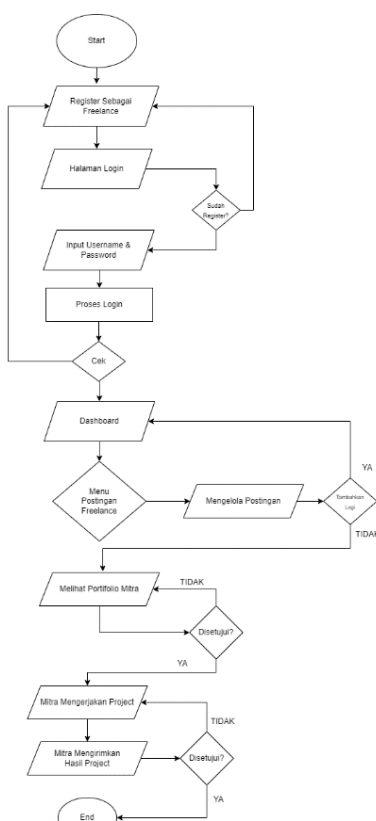 Start
Register Sebagai
Freelance
Halaman Login
Sudah
Register?
Input Username &
Password
Proses Login
Cek
Dashboard
YA
Menu
Postingan
Freelance
Mengelola Postingan
Tambahkan
Lagi
TIDAK
Melihat Portifolio Mitra
TIDAK
Disetujui?
YA
Mitra Mengerjakan Project
TIDAK
Mitra Mengirimkan
Hasil Project
Disetujui?
YA
End